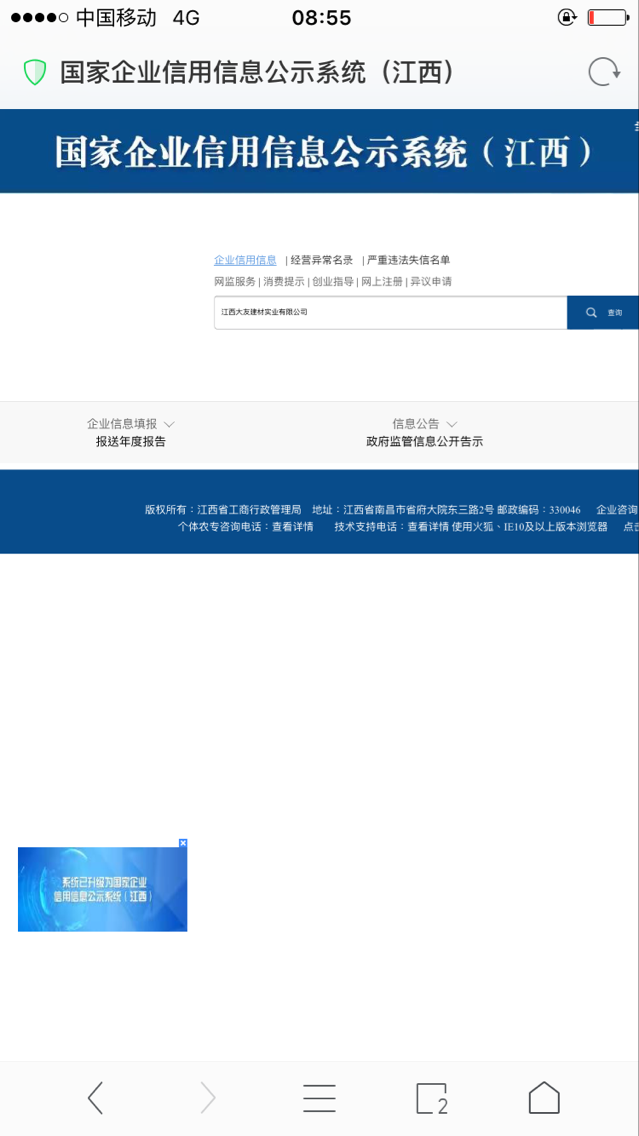 中国移动 4G 08:55
国家企业信用信息公示系统（江西）
国家企业信用信息公示系统（江西）
企业信用信息 | 经营异常名录 | 严重违法失信名单
网监服务 | 消费提示 | 创业指导 | 网上注册 | 异议申请
江西大友建材实业有限公司 查询
企业信息填报 信息公告
报送年度报告 政府监管信息公开告示
版权所有：江西省工商行政管理局 地址：江西省南昌市省府大院东三路2号 邮政编码：330046 企业咨询
个体农专咨询电话：查看详情 技术支持电话：查看详情 使用火狐、IE10及以上版本浏览器 点击
系统已升级为国家企业
信用信息公示系统（江西）
2